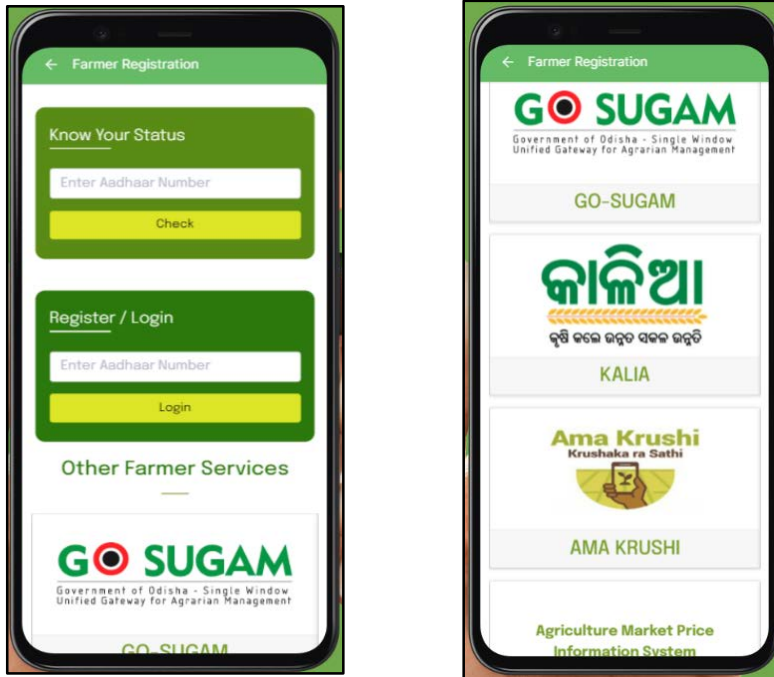 ← Farmer Registration
Know Your Status
Enter Aadhaar Number
Check
Register / Login
Enter Aadhaar Number
Login
Other Farmer Services
GO SUGAM
Government of Odisha - Single Window
Unified Gateway for Agrarian Management
GO-SUGAM
← Farmer Registration
GO SUGAM
Government of Odisha - Single Window
Unified Gateway for Agrarian Management
GO-SUGAM
କାଳିଆ
କୃଷି କଲେ ଉନ୍ନତ ସକଳ ଉନ୍ନତି
KALIA
Ama Krushi
Krushaka ra Sathi
AMA KRUSHI
Agriculture Market Price
Information System